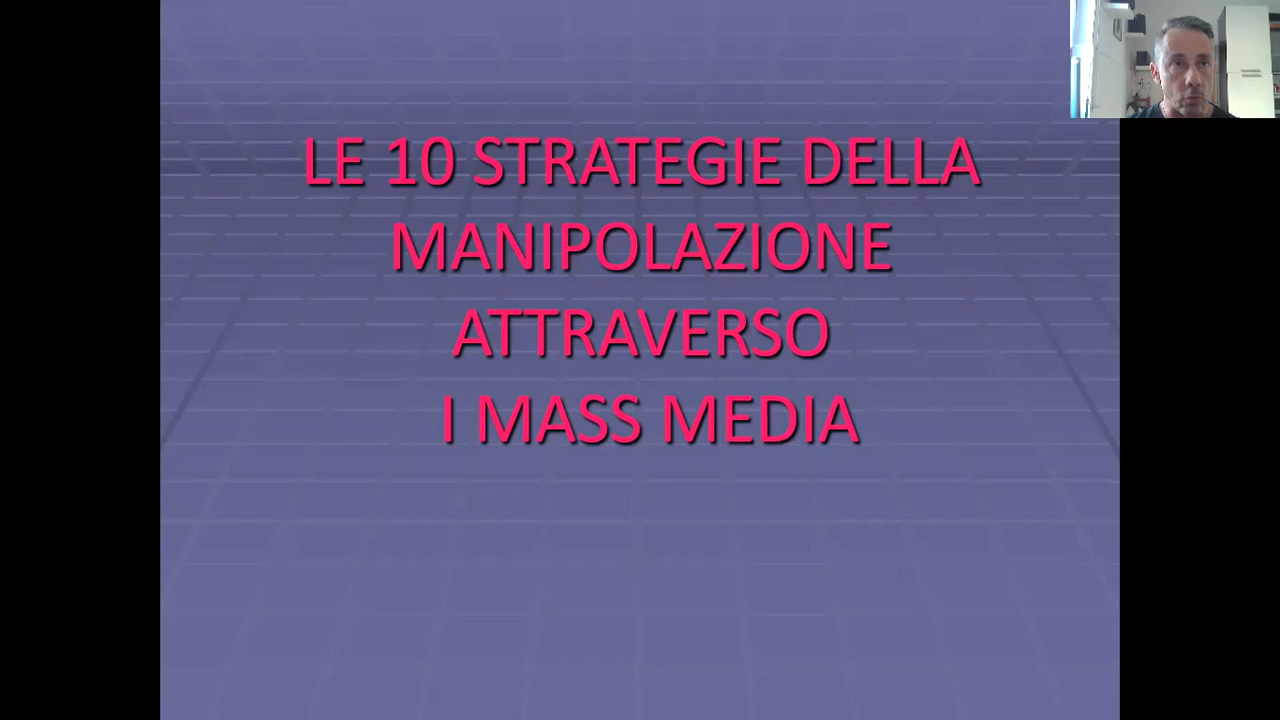 LE 10 STRATEGIE DELLA
MANIPOLAZIONE
ATTRAVERSO
I MASS MEDIA